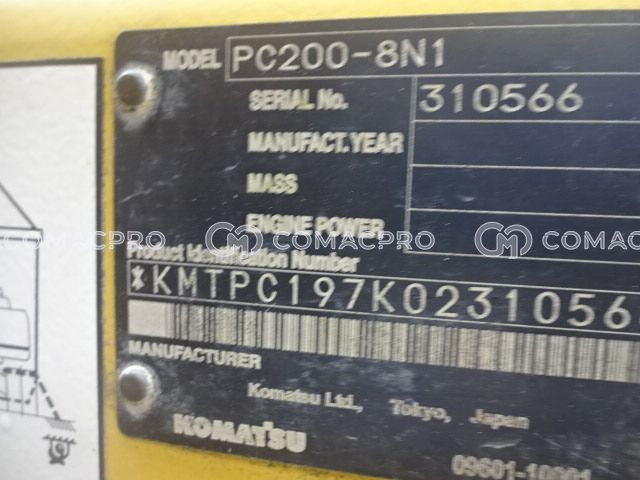 MODEL PC200-8N1
SERIAL No. 310566
MANUFACT. YEAR
MASS
ENGINE POWER
COMACPRO COMACPRO COMACPRO
Product Identification Number
*KMTPC197K0231056
MANUFACTURER
Komatsu Ltd., Tokyo, Japan
KOMATSU
09601-10001